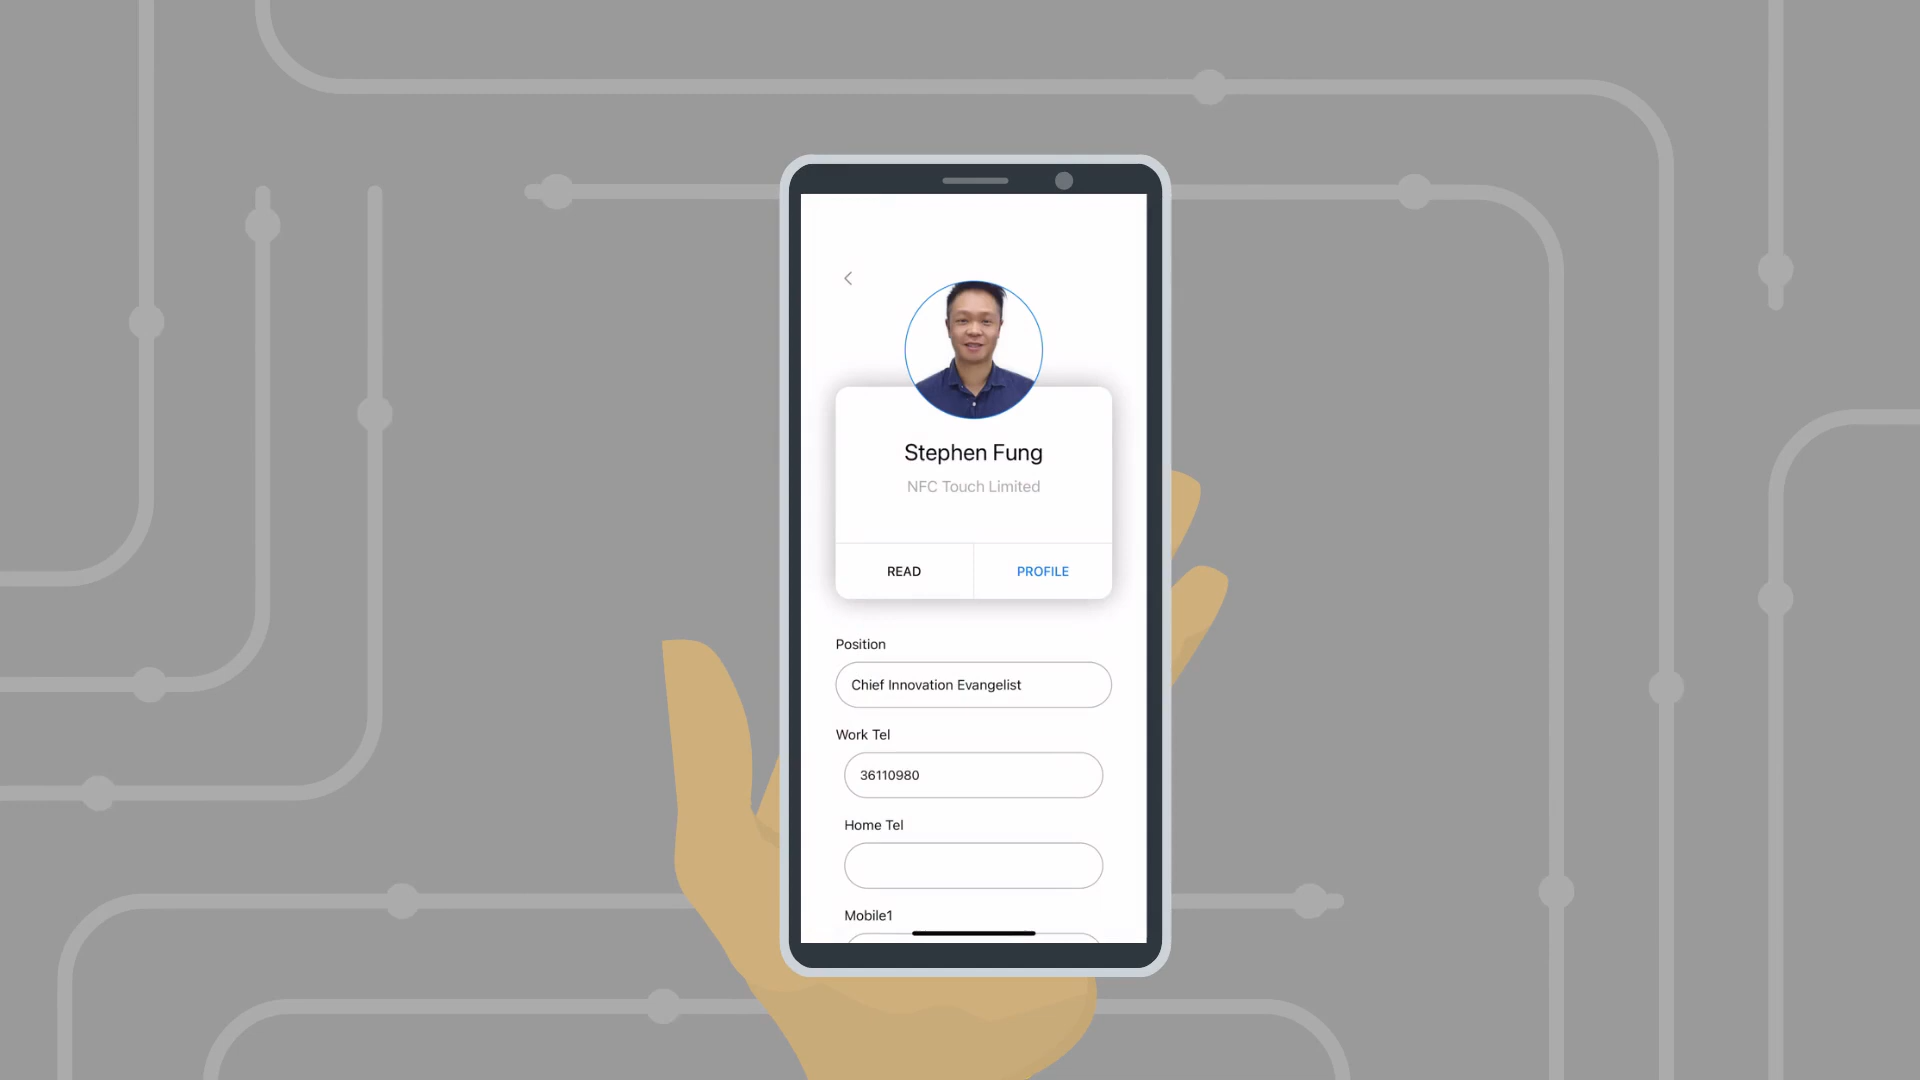 Stephen Fung
NFC Touch Limited
READ PROFILE
Position
Chief Innovation Evangelist
Work Tel
36110980
Home Tel
Mobile1